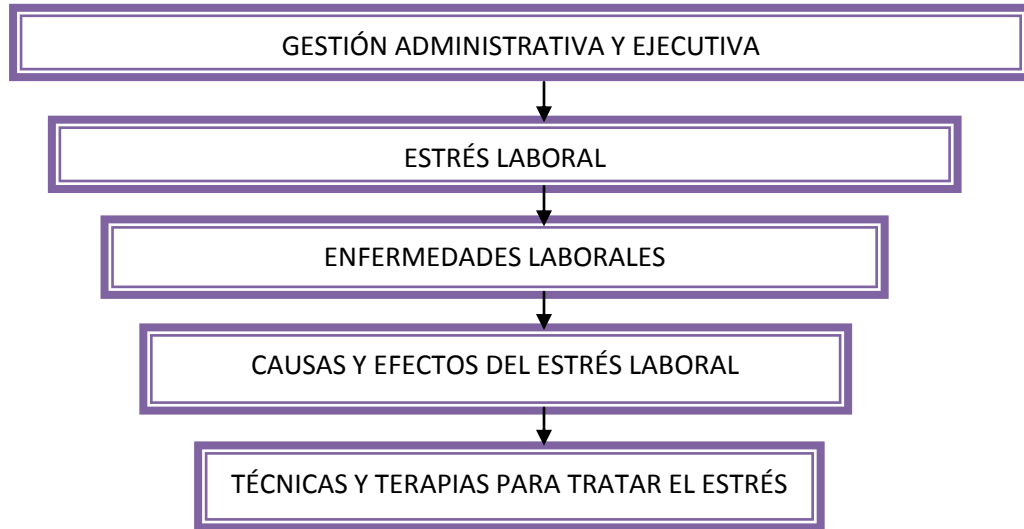 GESTIÓN ADMINISTRATIVA Y EJECUTIVA
ESTRÉS LABORAL
ENFERMEDADES LABORALES
CAUSAS Y EFECTOS DEL ESTRÉS LABORAL
TÉCNICAS Y TERAPIAS PARA TRATAR EL ESTRÉS